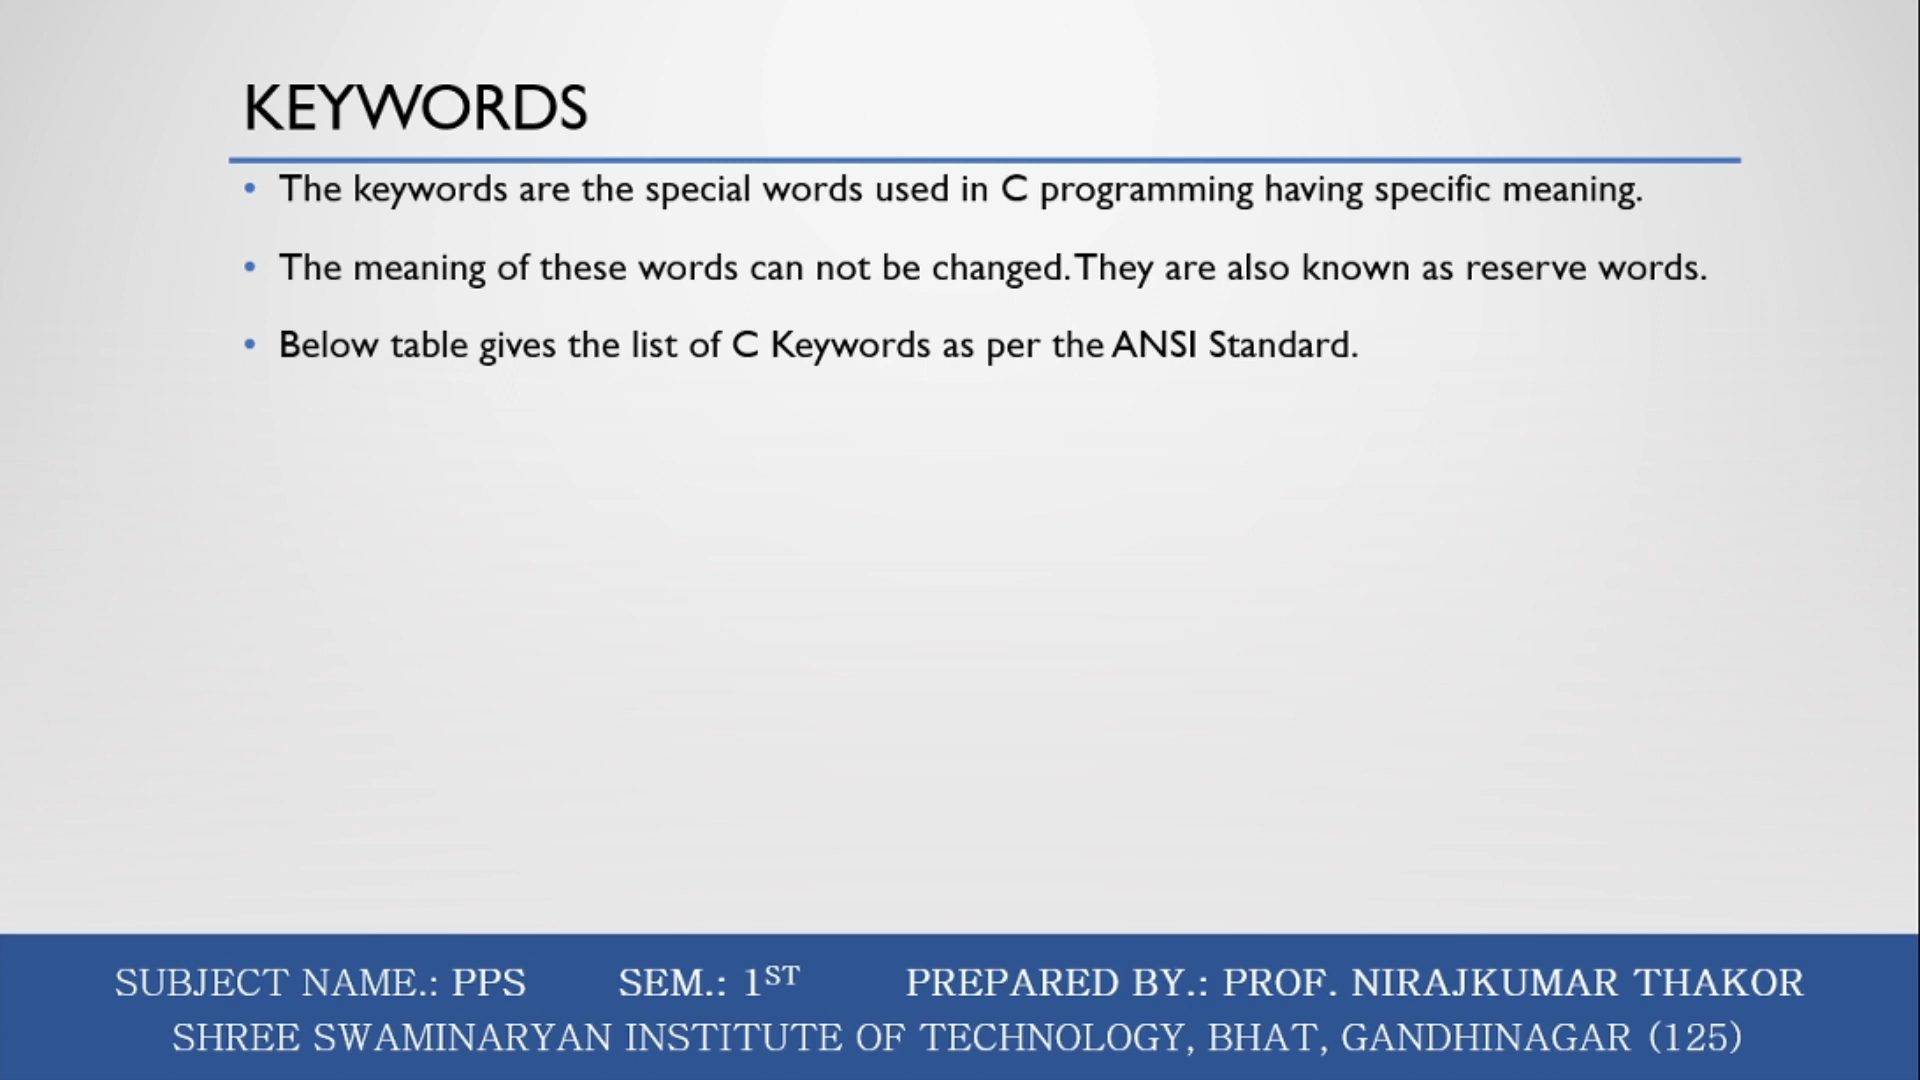 KEYWORDS
• The keywords are the special words used in C programming having specific meaning.
• The meaning of these words can not be changed. They are also known as reserve words.
• Below table gives the list of C Keywords as per the ANSI Standard.
SUBJECT NAME.: PPS SEM.: 1ST PREPARED BY.: PROF. NIRAJKUMAR THAKOR
SHREE SWAMINARYAN INSTITUTE OF TECHNOLOGY, BHAT, GANDHINAGAR (125)